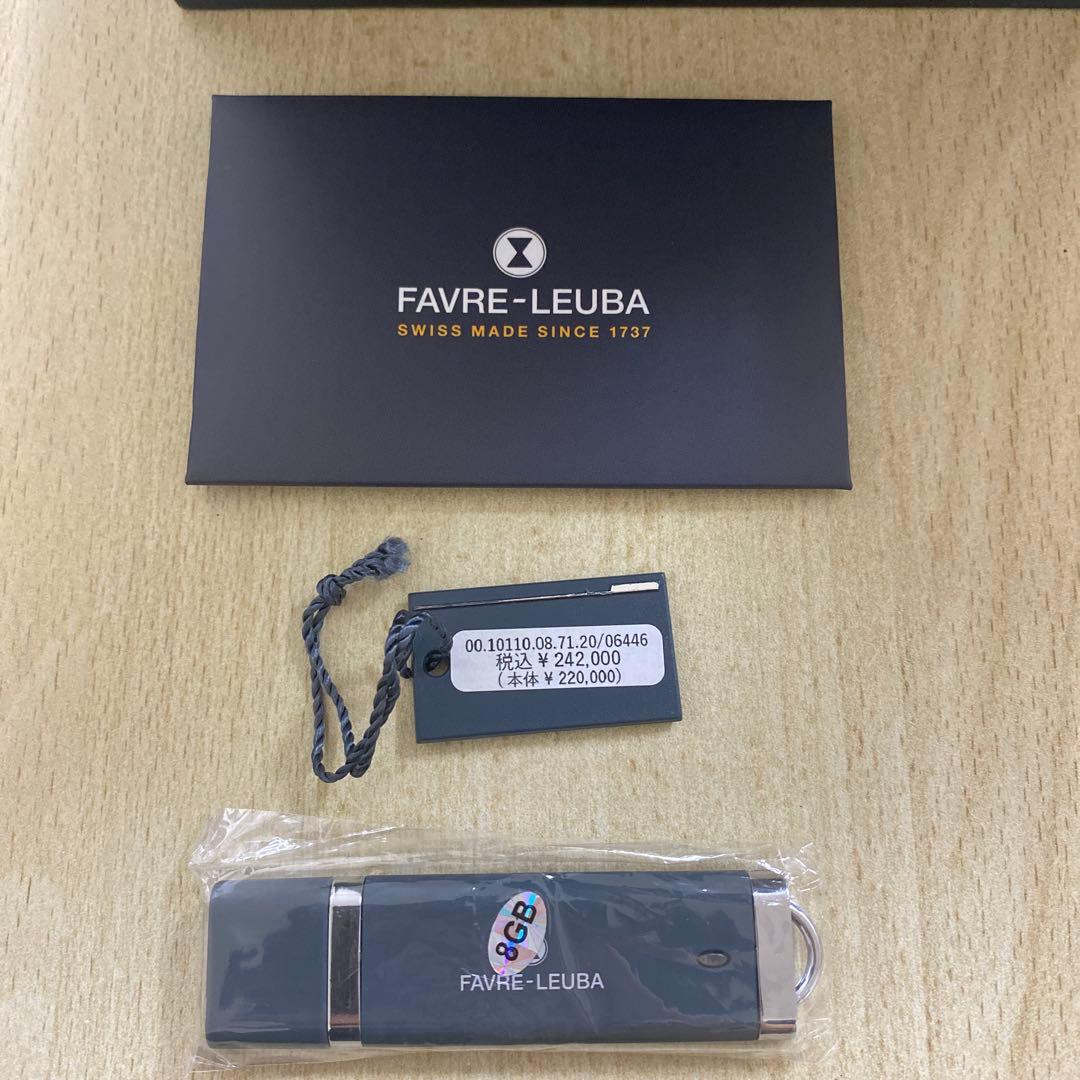 FAVRE-LEUBA
SWISS MADE SINCE 1737
00.10110.08.71.20/06446
税込 ¥ 242,000
(本体 ¥ 220,000)
8GB
FAVRE-LEUBA